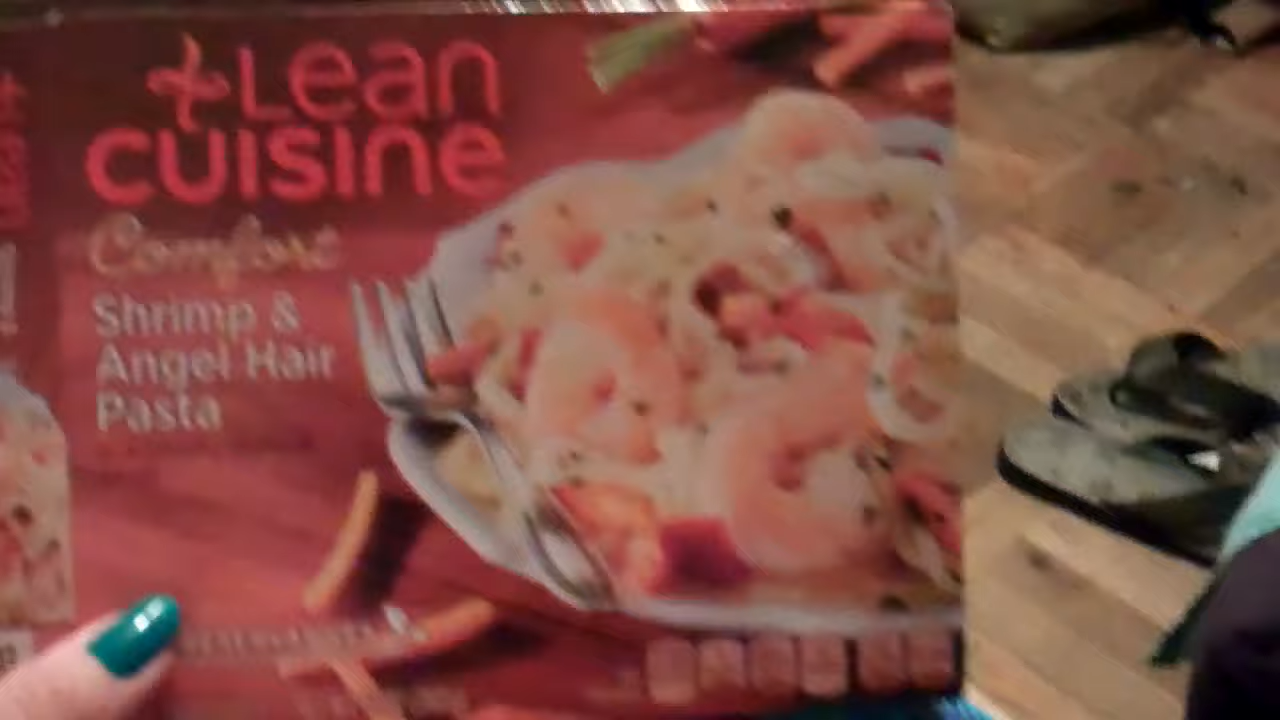 Lean
cuisine
Comfort
Shrimp &
Angel Hair
Pasta